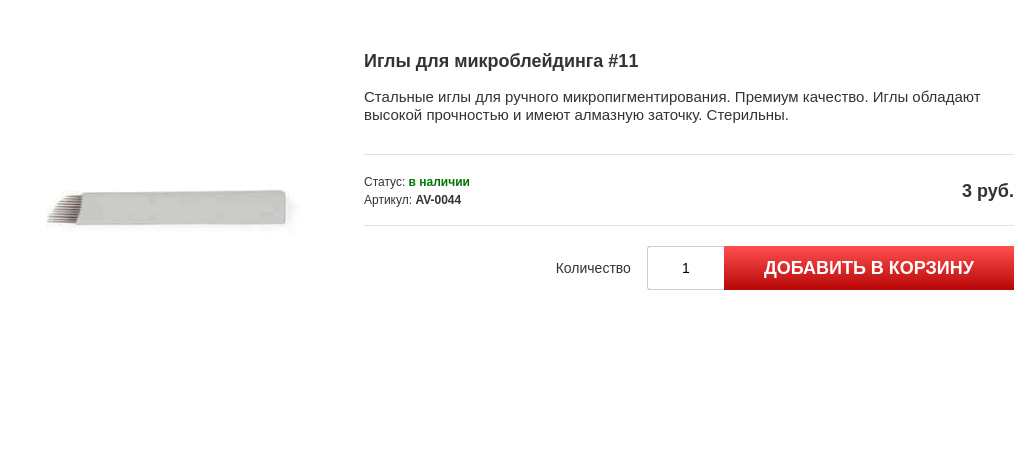 Иглы для микроблейдинга #11
Стальные иглы для ручного микропигментирования. Премиум качество. Иглы обладают
высокой прочностью и имеют алмазную заточку. Стерильны.
Статус: в наличии
Артикул: AV-0044
3 руб.
Количество 1 ДОБАВИТЬ В КОРЗИНУ